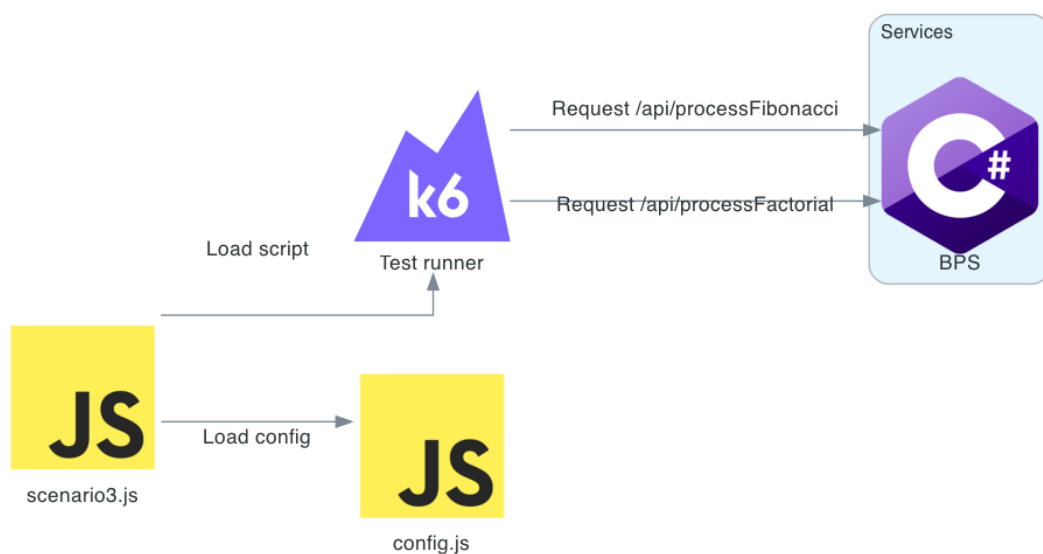 Services
Request /api/processFibonacci
k6
C#
Request /api/processFactorial
Load script
Test runner
BPS
JS
Load config
JS
scenario3.js
config.js